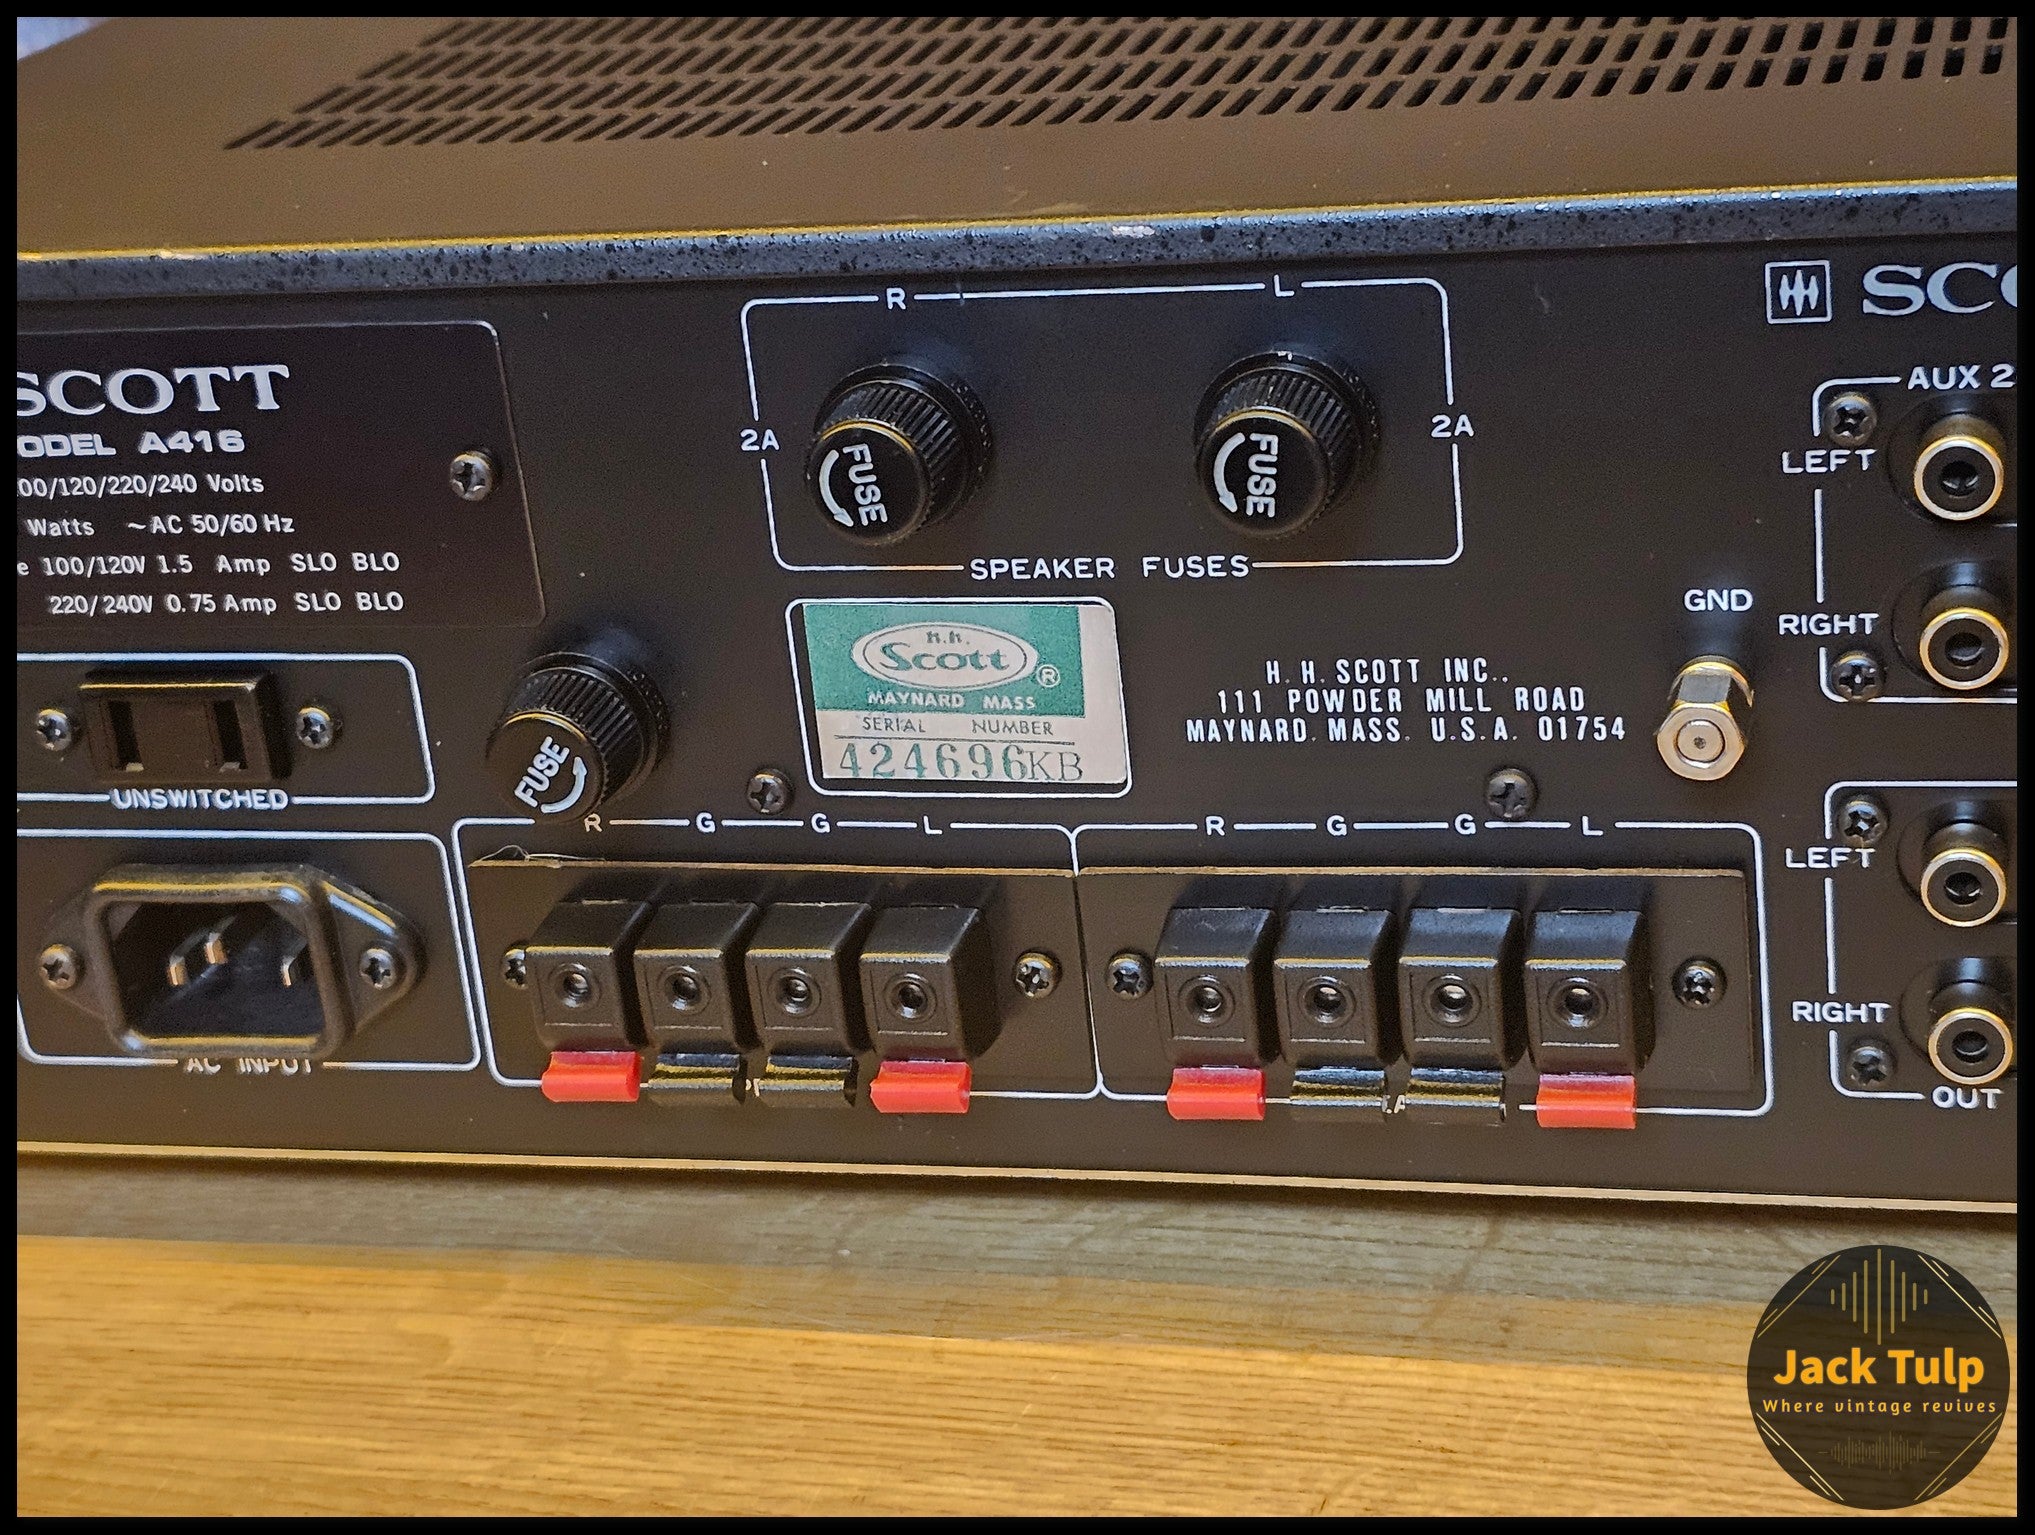 SCOTT
ODEL A416
00/120/220/240 Volts
Watts ~AC 50/60 Hz
e 100/120V 1.5 Amp SLO BLO
220/240V 0.75 Amp SLO BLO
UNSWITCHED
AC INPUT
FUSE
R L
2A 2A
FUSE FUSE
SPEAKER FUSES
h.h.
Scott ®
MAYNARD MASS
SERIAL NUMBER
424696KB
H. H. SCOTT INC..
111 POWDER MILL ROAD
MAYNARD. MASS. U.S.A. 01754
GND
R G G L
R G G L
SCO
AUX 2
LEFT
RIGHT
LEFT
RIGHT
OUT
Jack Tulp
Where vintage revives